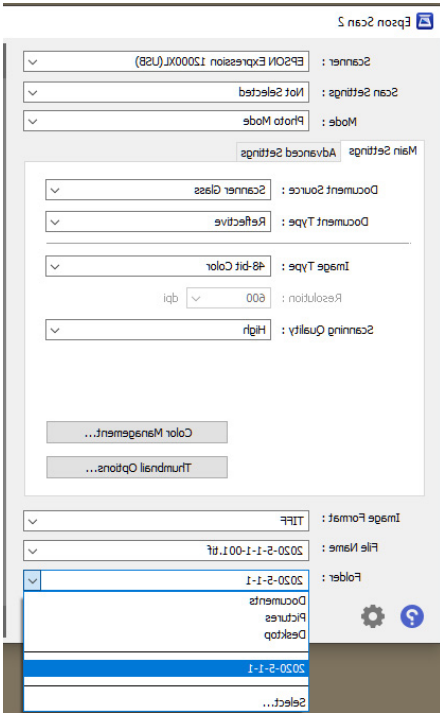 Epson Scan 2
Scanner : EPSON Expression 12000XL(USB)
Scan Settings : Not Selected
Mode : Photo Mode
Main Settings Advanced Settings
Document Source : Scanner Glass
Document Type : Reflective
Image Type : 48-bit Color
Resolution : 600 dpi
Scanning Quality : High
Color Management...
Thumbnail Options...
Image Format : TIFF
File Name : 2020-5-1-1-001.tif
Folder : 2020-5-1-1
Documents
Pictures
Desktop
2020-5-1-1
Select...
?